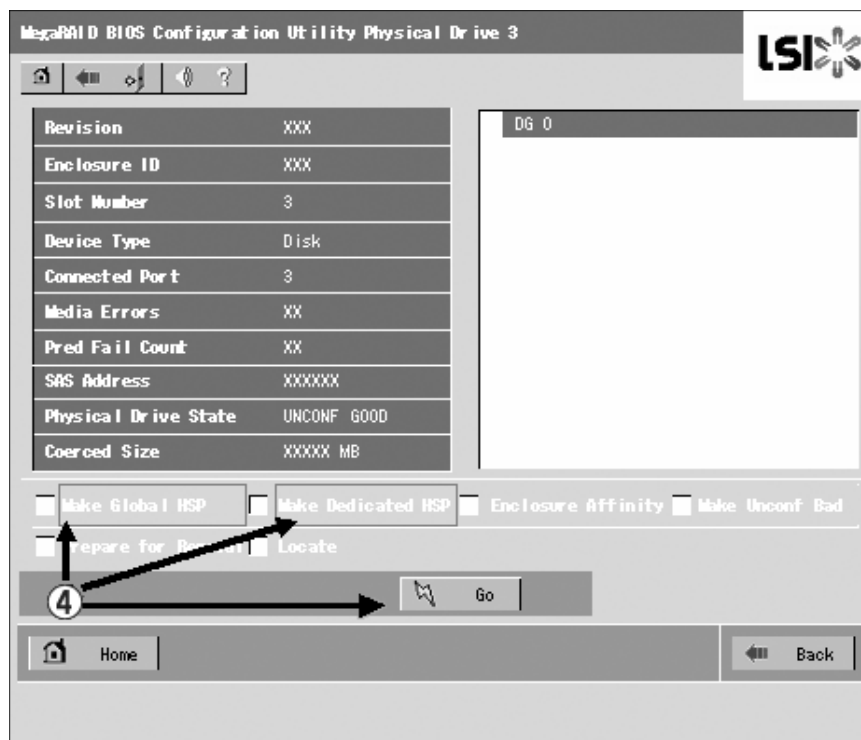 MegaRAID BIOS Configuration Utility Physical Drive 3
LSI
?
Revision XXX
Enclosure ID XXX
Slot Number 3
Device Type Disk
Connected Port 3
Media Errors XX
Pred Fail Count XX
SAS Address XXXXXX
Physical Drive State UNCONF GOOD
Coerced Size XXXXX MB
DG 0
Make Global HSP Make Dedicated HSP Enclosure Affinity Make Unconf Bad
Prepare for Locate
④ Go
Home Back